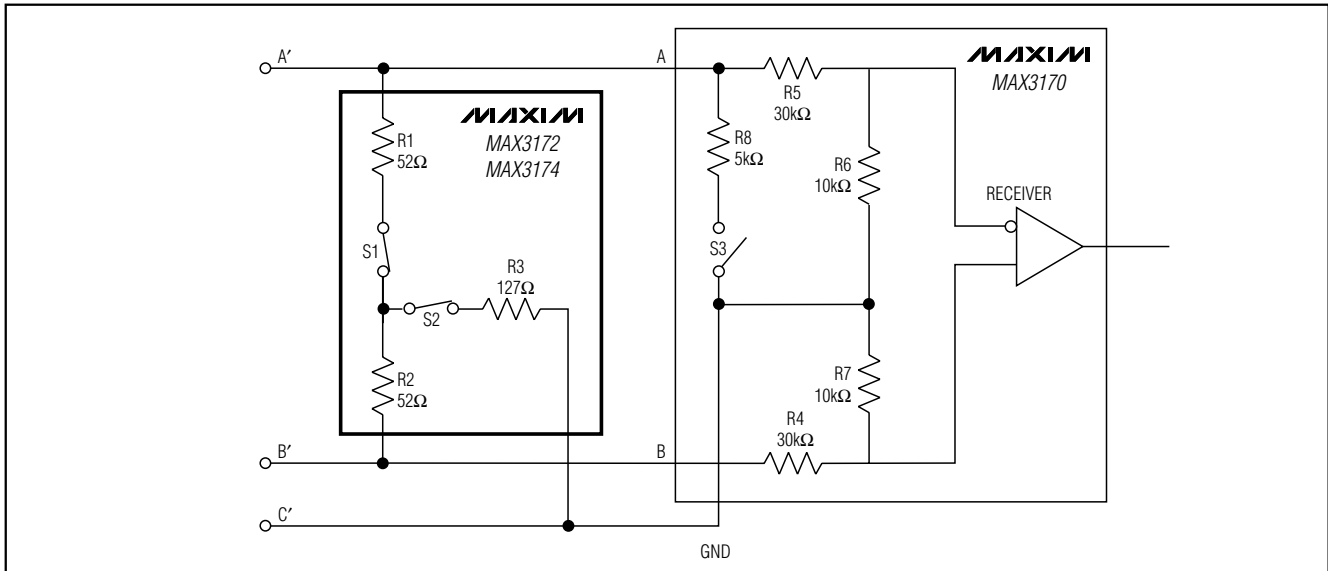 A′
A
MAXIM
MAX3170
R5
30kΩ
MAXIM
MAX3172
MAX3174
R1
52Ω
R8
5kΩ
R6
10kΩ
RECEIVER
S1
S3
R3
127Ω
S2
R2
52Ω
R7
10kΩ
R4
30kΩ
B′
B
C′
GND